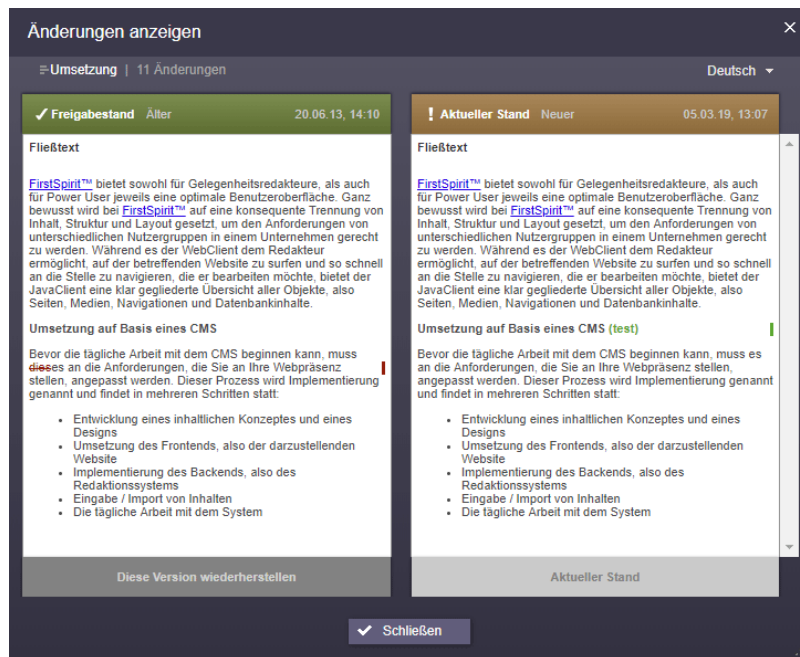 Änderungen anzeigen
Umsetzung | 11 Änderungen
Deutsch
Freigabestand Älter 20.06.13, 14:10
Fließtext
FirstSpirit™ bietet sowohl für Gelegenheitsredakteure, als auch
für Power User jeweils eine optimale Benutzeroberfläche. Ganz
bewusst wird bei FirstSpirit™ auf eine konsequente Trennung von
Inhalt, Struktur und Layout gesetzt, um den Anforderungen von
unterschiedlichen Nutzergruppen in einem Unternehmen gerecht
zu werden. Während es der WebClient dem Redakteur
ermöglicht, auf der betreffenden Website zu surfen und so schnell
an die Stelle zu navigieren, die er bearbeiten möchte, bietet der
JavaClient eine klar gegliederte Übersicht aller Objekte, also
Seiten, Medien, Navigationen und Datenbankinhalte.
Umsetzung auf Basis eines CMS
Bevor die tägliche Arbeit mit dem CMS beginnen kann, muss
dieses an die Anforderungen, die Sie an Ihre Webpräsenz
stellen, angepasst werden. Dieser Prozess wird Implementierung
genannt und findet in mehreren Schritten statt:
• Entwicklung eines inhaltlichen Konzeptes und eines
Designs
• Umsetzung des Frontends, also der darzustellenden
Website
• Implementierung des Backends, also des
Redaktionssystems
• Eingabe / Import von Inhalten
• Die tägliche Arbeit mit dem System
Diese Version wiederherstellen
! Aktueller Stand Neuer 05.03.19, 13:07
Fließtext
FirstSpirit™ bietet sowohl für Gelegenheitsredakteure, als auch
für Power User jeweils eine optimale Benutzeroberfläche. Ganz
bewusst wird bei FirstSpirit™ auf eine konsequente Trennung von
Inhalt, Struktur und Layout gesetzt, um den Anforderungen von
unterschiedlichen Nutzergruppen in einem Unternehmen gerecht
zu werden. Während es der WebClient dem Redakteur
ermöglicht, auf der betreffenden Website zu surfen und so schnell
an die Stelle zu navigieren, die er bearbeiten möchte, bietet der
JavaClient eine klar gegliederte Übersicht aller Objekte, also
Seiten, Medien, Navigationen und Datenbankinhalte.
Umsetzung auf Basis eines CMS (test)
Bevor die tägliche Arbeit mit dem CMS beginnen kann, muss es
an die Anforderungen, die Sie an Ihre Webpräsenz stellen,
angepasst werden. Dieser Prozess wird Implementierung genannt
und findet in mehreren Schritten statt:
• Entwicklung eines inhaltlichen Konzeptes und eines
Designs
• Umsetzung des Frontends, also der darzustellenden
Website
• Implementierung des Backends, also des
Redaktionssystems
• Eingabe / Import von Inhalten
• Die tägliche Arbeit mit dem System
Aktueller Stand
Schließen